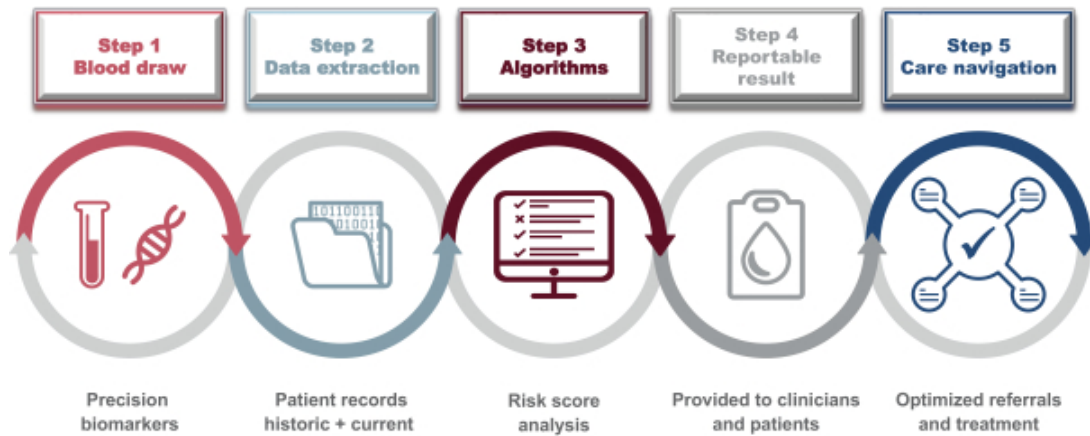 Step 1
Blood draw
Step 2
Data extraction
Step 3
Algorithms
Step 4
Reportable
result
Step 5
Care navigation
Precision
biomarkers
Patient records
historic + current
Risk score
analysis
Provided to clinicians
and patients
Optimized referrals
and treatment